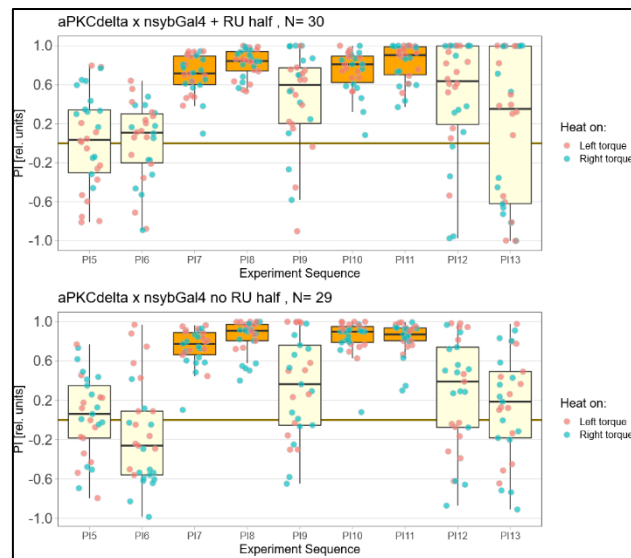 aPKCdelta x nsybGal4 + RU half , N= 30
PI [rel. units]
1.0
0.6
0.2
-0.2
-0.6
-1.0
PI5 PI6 PI7 PI8 PI9 PI10 PI11 PI12 PI13
Experiment Sequence
Heat on:
Left torque
Right torque
aPKCdelta x nsybGal4 no RU half , N= 29
PI [rel. units]
1.0
0.6
0.2
-0.2
-0.6
-1.0
PI5 PI6 PI7 PI8 PI9 PI10 PI11 PI12 PI13
Experiment Sequence
Heat on:
Left torque
Right torque